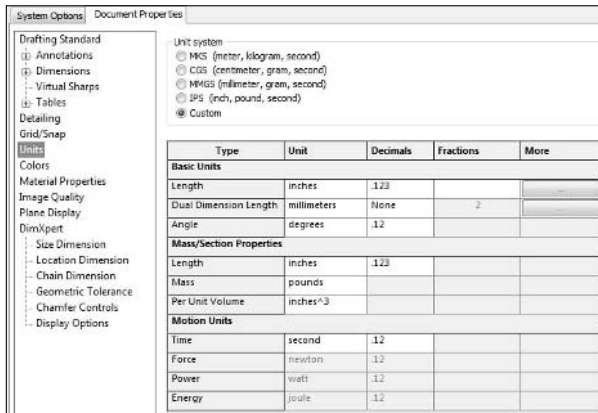 System Options Document Properties
Drafting Standard
Annotations
Dimensions
Virtual Sharps
Tables
Detailing
Grid/Snap
Units
Colors
Material Properties
Image Quality
Plane Display
DimXpert
Size Dimension
Location Dimension
Chain Dimension
Geometric Tolerance
Chamfer Controls
Display Options
Unit system
MKS (meter, kilogram, second)
CGS (centimeter, gram, second)
MMGS (millimeter, gram, second)
IPS (inch, pound, second)
Custom
Type Unit Decimals Fractions More
Basic Units
Length inches .123 ...
Dual Dimension Length millimeters None 2 ...
Angle degrees .12
Mass/Section Properties
Length inches .123
Mass pounds
Per Unit Volume inches^3
Motion Units
Time second .12
Force newton .12
Power watt .12
Energy joule .12